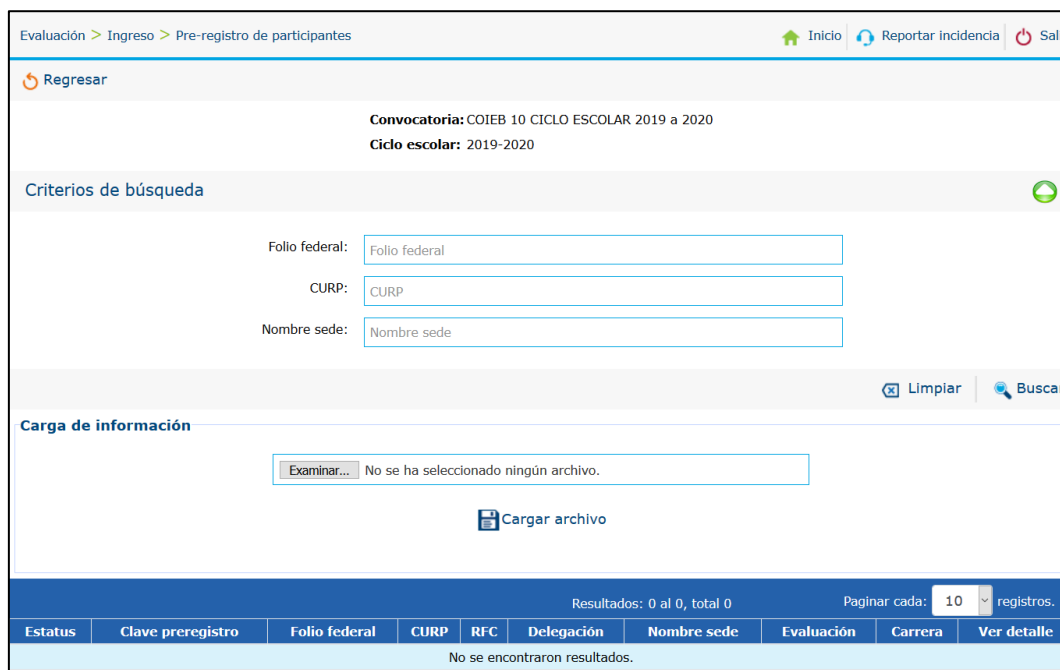 Evaluación > Ingreso > Pre-registro de participantes Inicio Reportar incidencia
Regresar
Convocatoria: COIEB 10 CICLO ESCOLAR 2019 a 2020
Ciclo escolar: 2019-2020
Criterios de búsqueda
Folio federal: Folio federal
CURP: CURP
Nombre sede: Nombre sede
Limpiar Buscar
Carga de información
Examinar... No se ha seleccionado ningún archivo.
Cargar archivo
Resultados: 0 al 0, total 0 Paginar cada: 10 registros.
Estatus Clave preregistro Folio federal CURP RFC Delegación Nombre sede Evaluación Carrera Ver detalle
No se encontraron resultados.